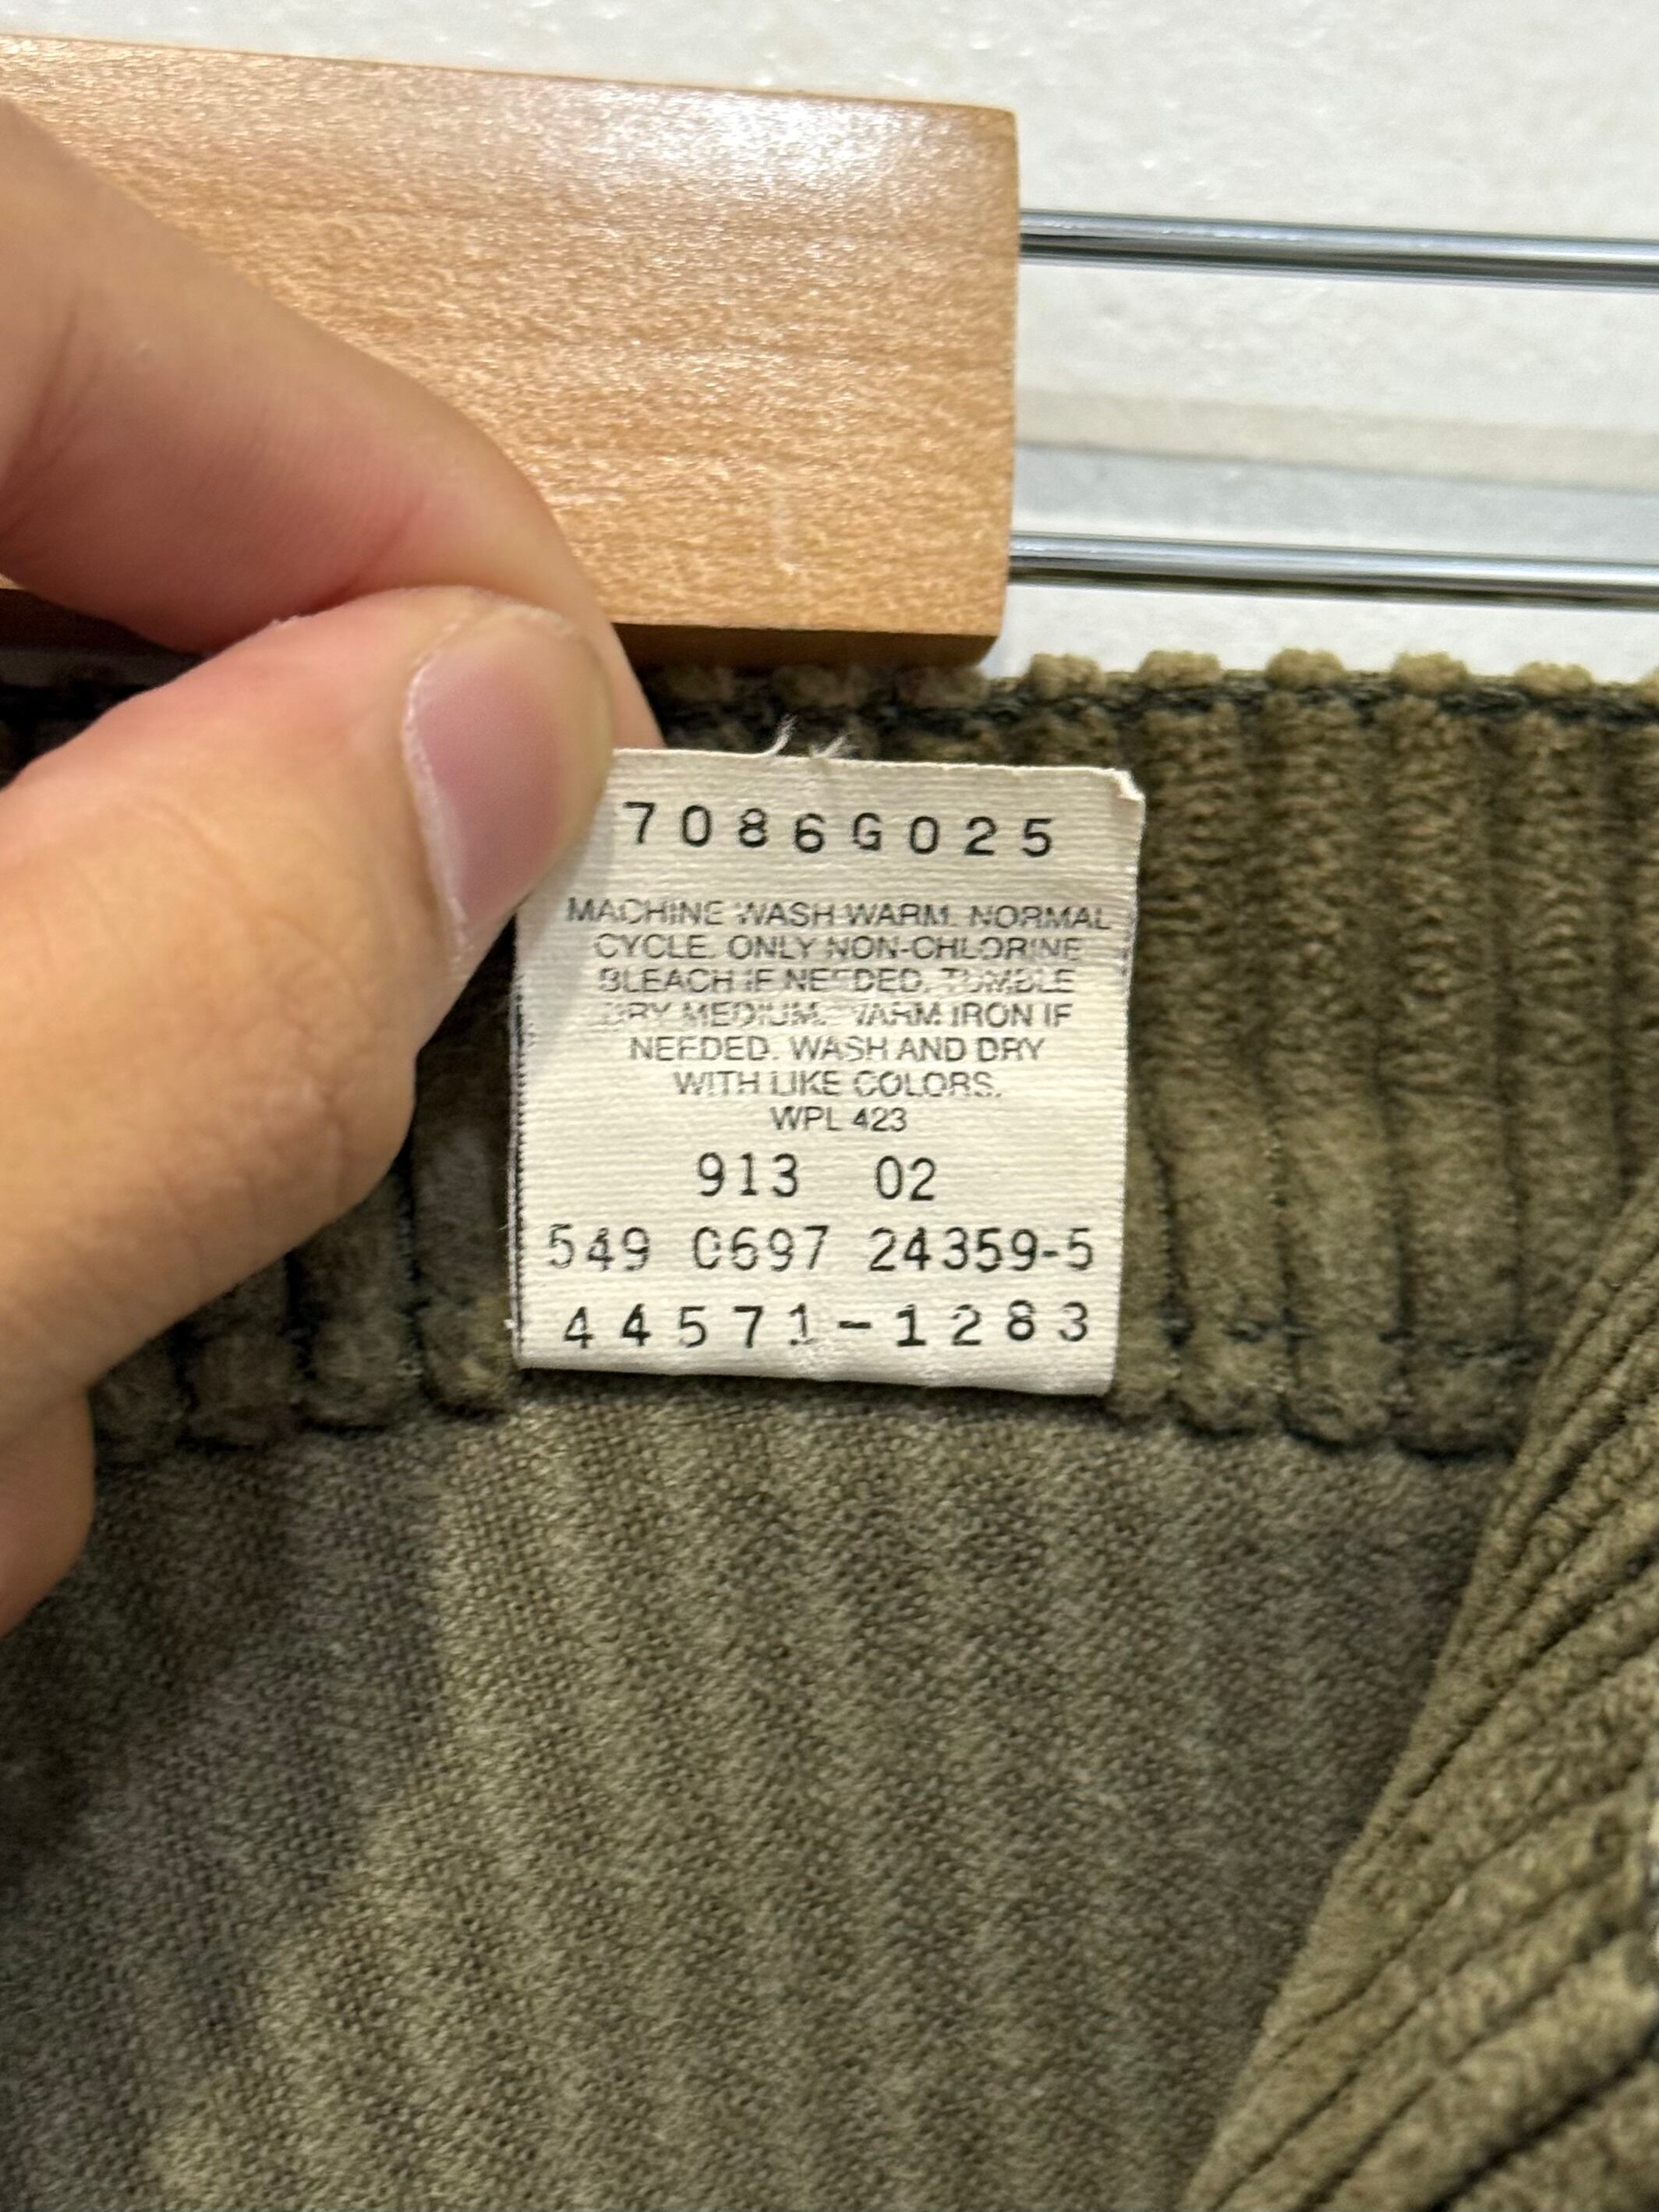 7086G025
MACHINE WASH WARM. NORMAL
CYCLE. ONLY NON-CHLORINE
BLEACH IF NEEDED. TUMBLE
DRY MEDIUM. WARM IRON IF
NEEDED. WASH AND DRY
WITH LIKE COLORS.
WPL 423
913 02
549 0697 24359-5
44571-1283